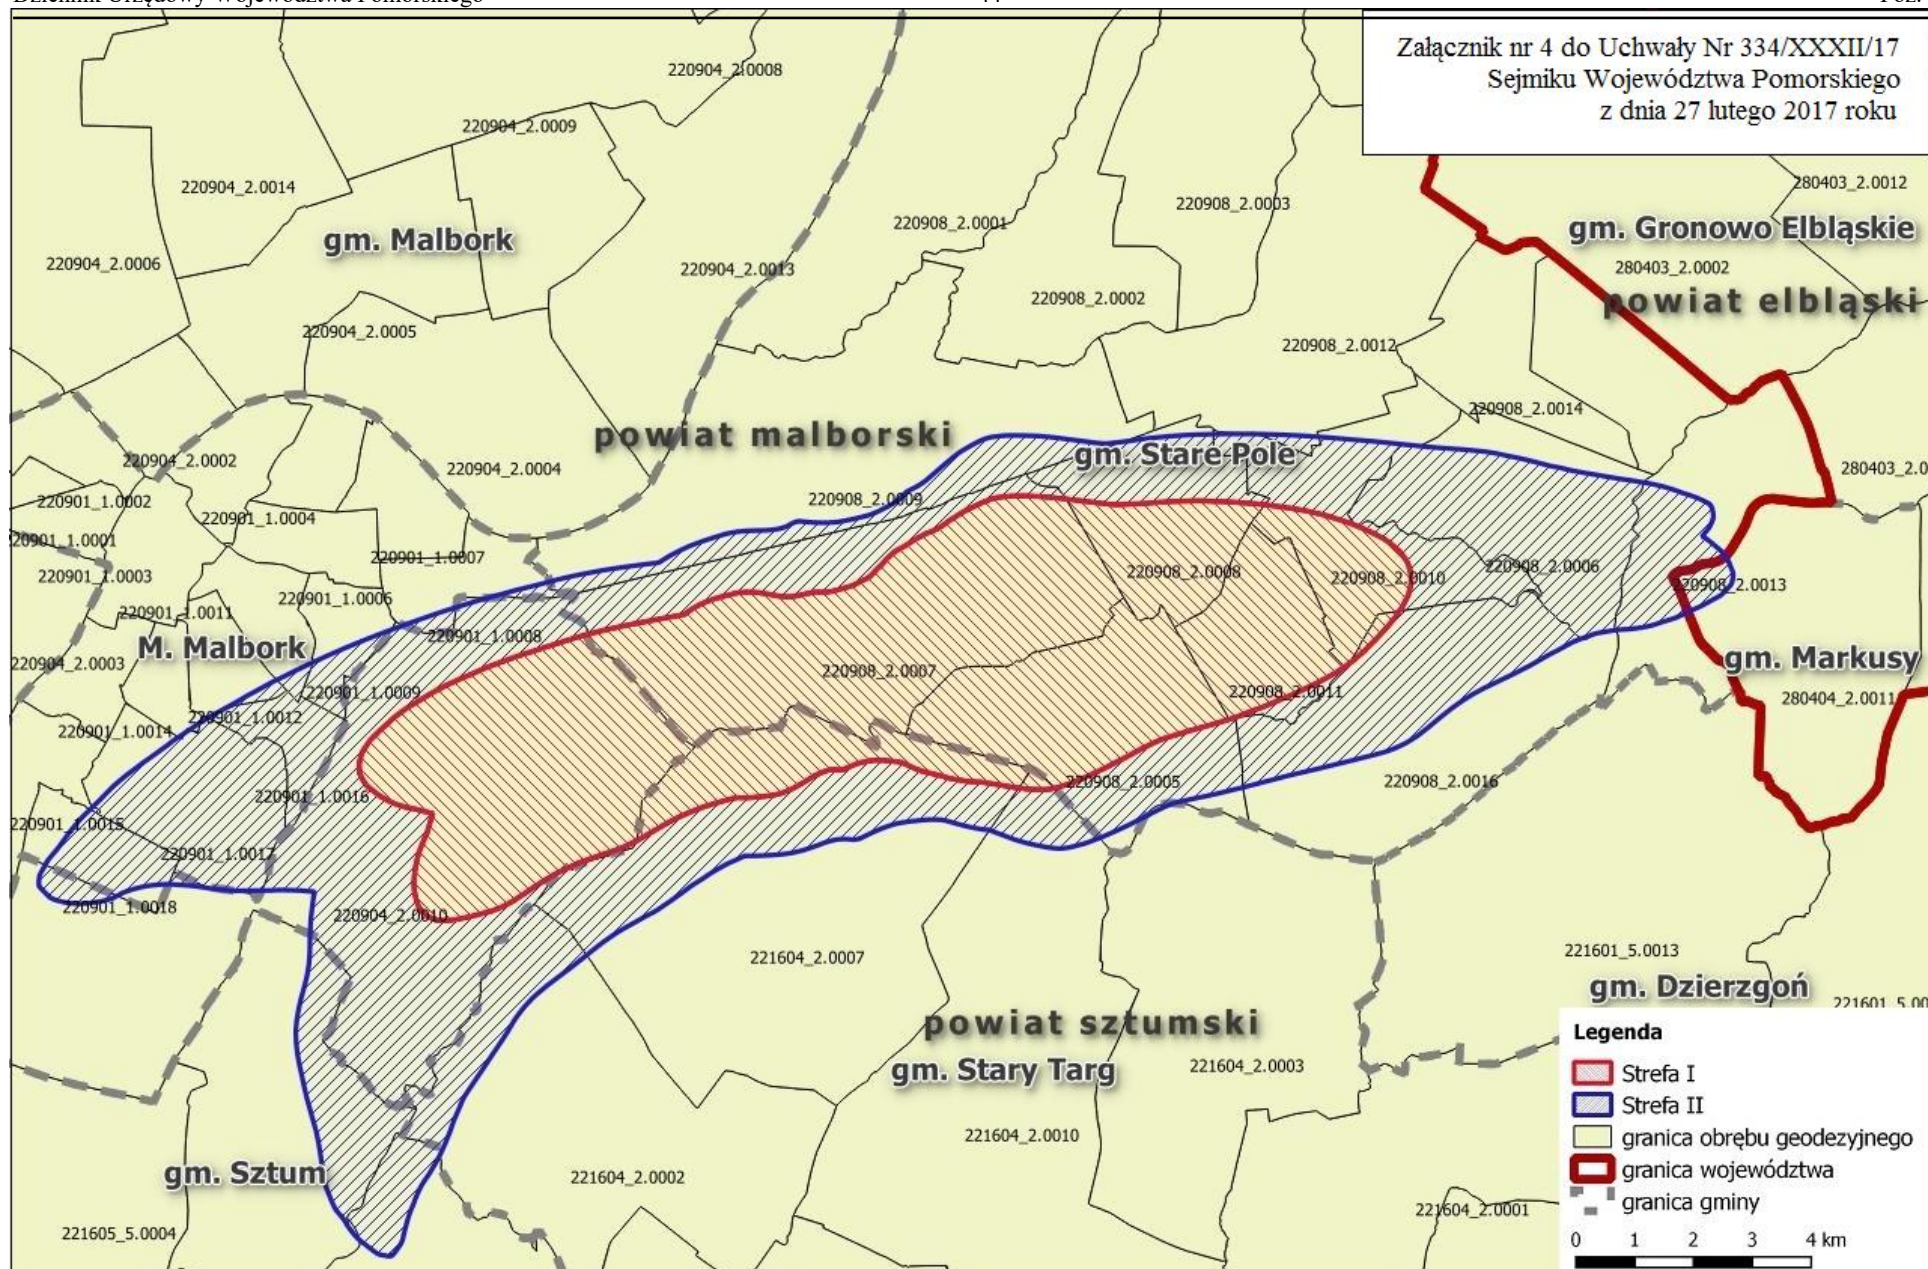 Dziennik Urzędowy Województwa Pomorskiego
Załącznik nr 4 do Uchwały Nr 334/XXXII/17
Sejmiku Województwa Pomorskiego
z dnia 27 lutego 2017 roku
220904_2.0008
220904_2.0009
220904_2.0014
280403_2.0012
220908_2.0003
220908_2.0001
gm. Gronowo Elbląskie
gm. Malbork
220904_2.0006
220904_2.0013
280403_2.0002
220908_2.0002
powiat elbląski
220904_2.0005
220908_2.0012
220908_2.0014
powiat malborski
gm. Stare Pole
220904_2.0002
220904_2.0004
280403_2.0
220901_1.0002
220908_2.0009
220901_1.0004
220901_1.0001
220901_1.0007
220908_2.0006
220901_1.0003
220908_2.0008
220908_2.0010
220908_2.0013
220901_1.0006
220901_1.0011
220901_1.0008
M. Malbork
gm. Markusy
220904_2.0003
220908_2.0007
220901_1.0009
220908_2.0011
280404_2.0011
220901_1.0012
220901_1.0014
220908_2.0005
220908_2.0016
220901_1.0016
220901_1.0015
220901_1.0017
220901_1.0018
220904_2.0010
221601_5.0013
221604_2.0007
gm. Dzierzgoń
221601_5.00
powiat sztumski
gm. Stary Targ
221604_2.0003
221604_2.0010
gm. Sztum
221604_2.0002
221604_2.0001
221605_5.0004
Legenda
Strefa I
Strefa II
granica obrębu geodezyjnego
granica województwa
granica gminy
0 1 2 3 4 km